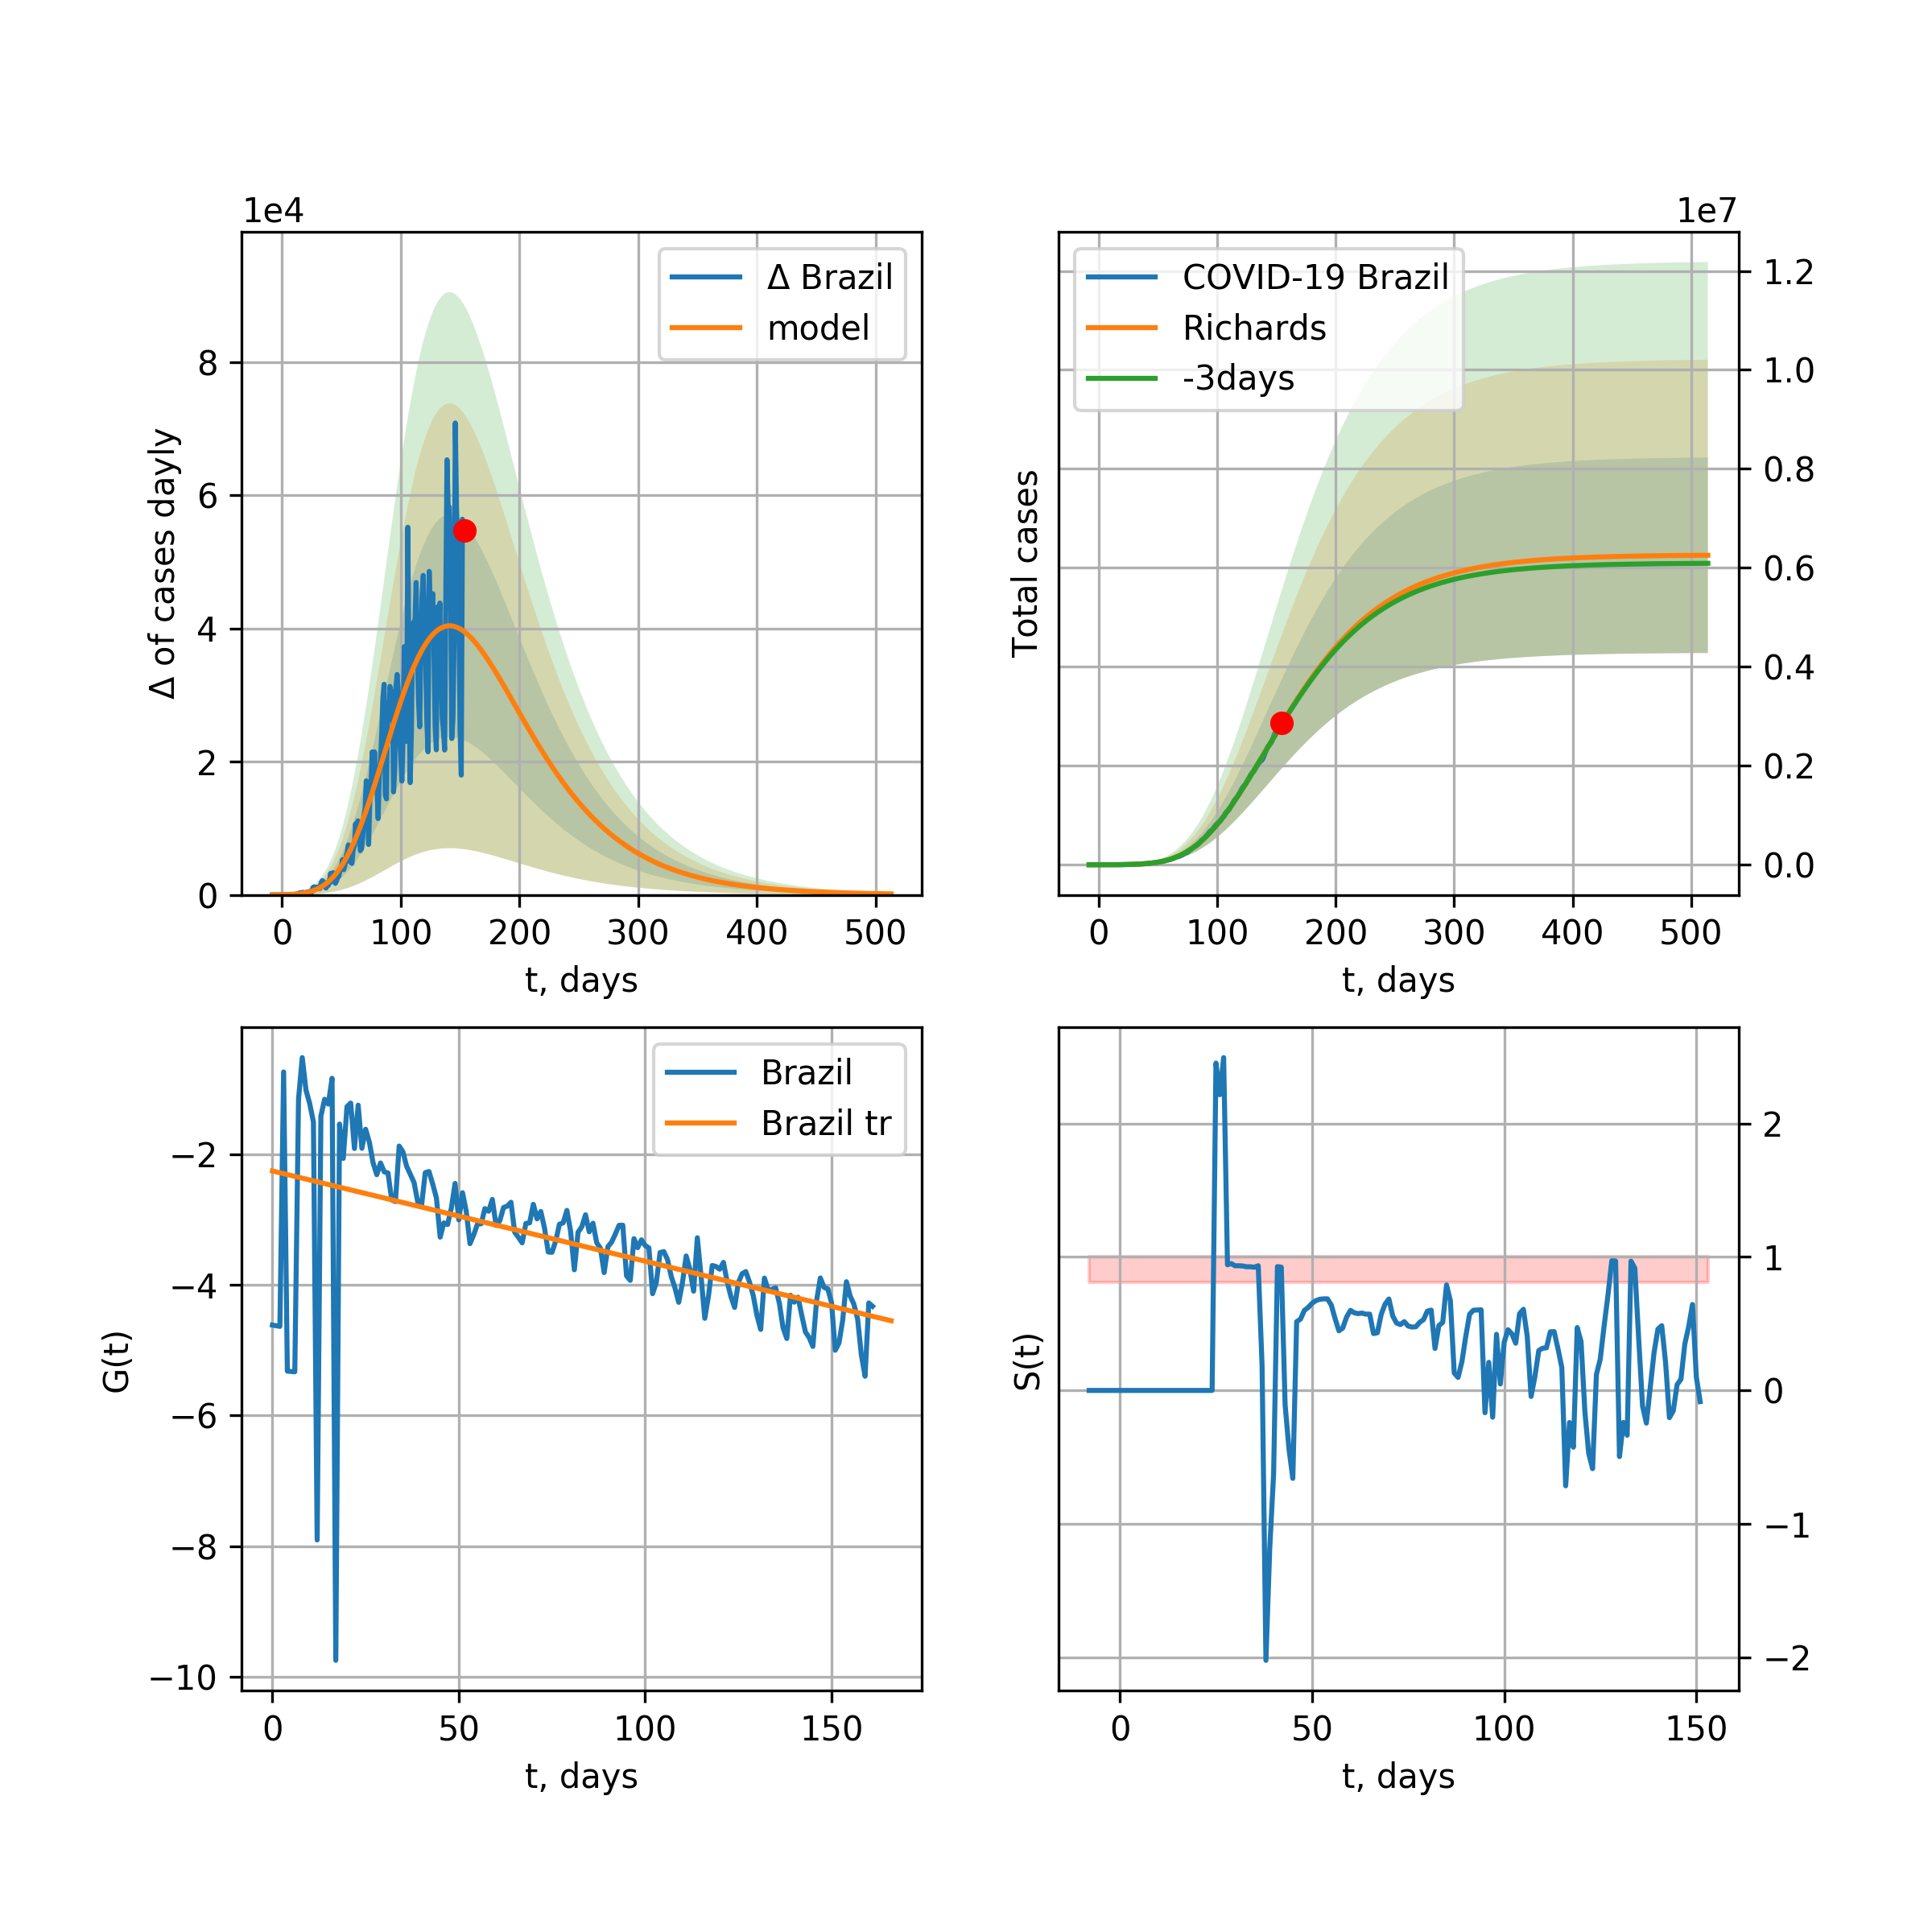 1e4
Δ Brazil
model
8
6
4
2
0
Δ of cases dayly
0 100 200 300 400 500
t, days
1e7
COVID-19 Brazil
Richards
-3days
1.2
1.0
0.8
0.6
0.4
0.2
0.0
Total cases
0 100 200 300 400 500
t, days
Brazil
Brazil tr
−2
−4
−6
−8
−10
G(t)
0 50 100 150
t, days
2
1
0
−1
−2
S(t)
0 50 100 150
t, days